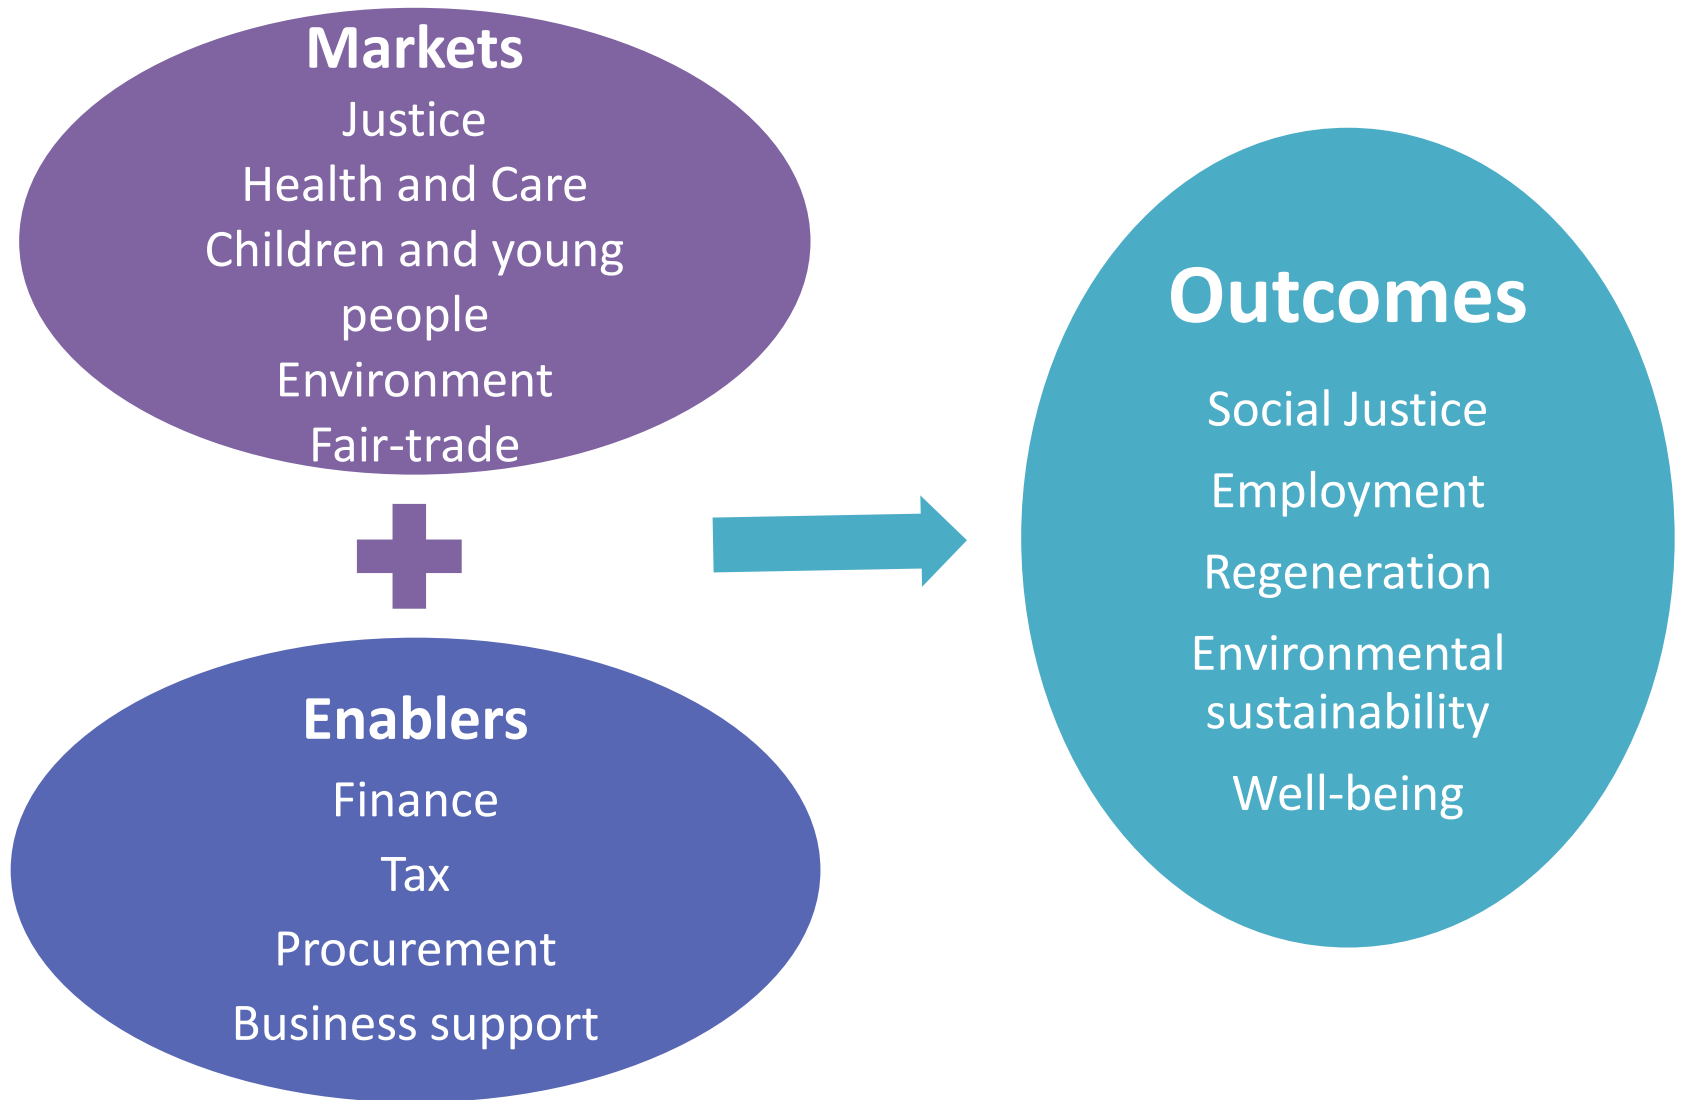 Markets
Justice
Health and Care
Children and young
people
Environment
Fair-trade
Enablers
Finance
Tax
Procurement
Business support
Outcomes
Social Justice
Employment
Regeneration
Environmental
sustainability
Well-being